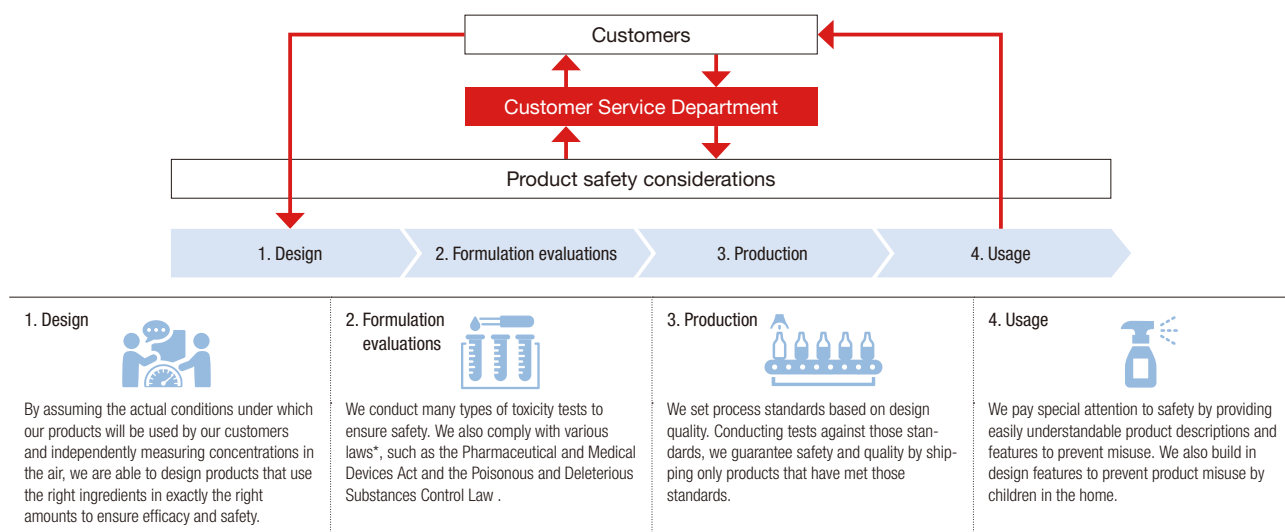 Customers
Customer Service Department
Product safety considerations
1. Design
2. Formulation evaluations
3. Production
4. Usage
1. Design
By assuming the actual conditions under which
our products will be used by our customers
and independently measuring concentrations in
the air, we are able to design products that use
the right ingredients in exactly the right
amounts to ensure efficacy and safety.
2. Formulation
evaluations
We conduct many types of toxicity tests to
ensure safety. We also comply with various
laws*, such as the Pharmaceutical and Medical
Devices Act and the Poisonous and Deleterious
Substances Control Law .
3. Production
We set process standards based on design
quality. Conducting tests against those stan-
dards, we guarantee safety and quality by ship-
ping only products that have met those
standards.
4. Usage
We pay special attention to safety by providing
easily understandable product descriptions and
features to prevent misuse. We also build in
design features to prevent product misuse by
children in the home.